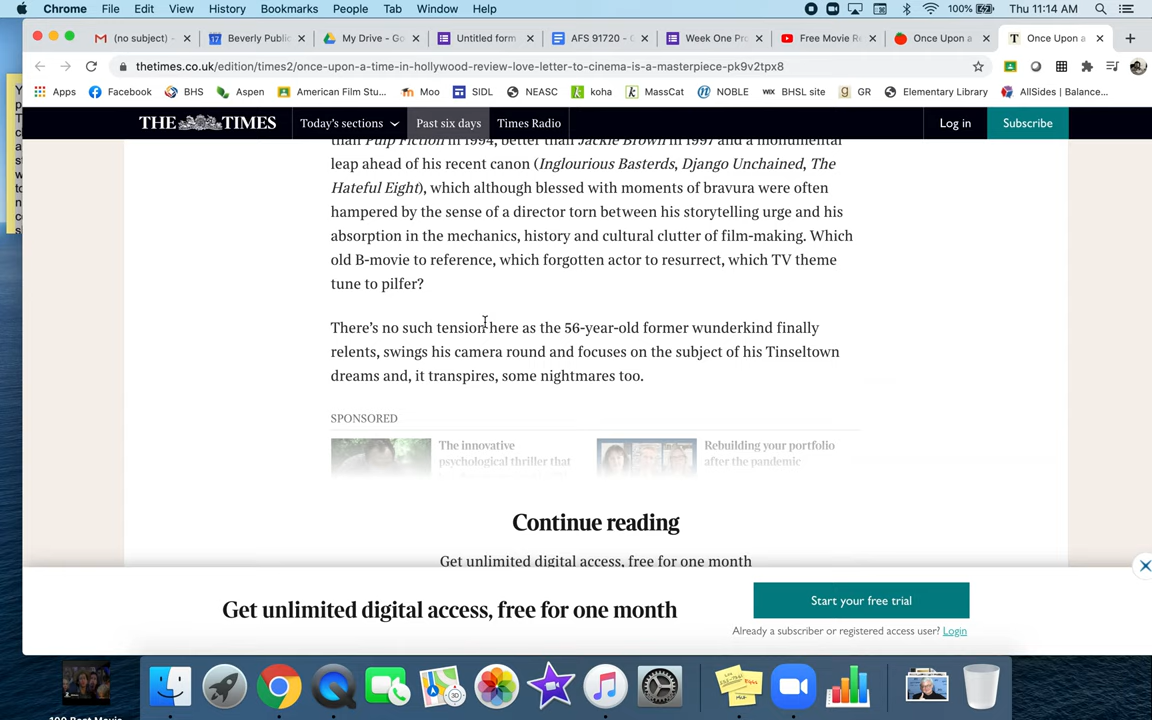 Chrome File Edit View History Bookmarks People Tab Window Help 100% Thu 11:14 AM
(no subject) - Beverly Public My Drive - Go Untitled form AFS 91720 - G Week One Pro Free Movie Re Once Upon a Once Upon a
thetimes.co.uk/edition/times2/once-upon-a-time-in-hollywood-review-love-letter-to-cinema-is-a-masterpiece-pk9v2tpx8
Apps Facebook BHS Aspen American Film Stu... Moo SIDL NEASC koha MassCat NOBLE WIX BHSL site GR Elementary Library AllSides | Balance...
THE TIMES Today's sections Past six days Times Radio Log in Subscribe
than Pulp Fiction in 1994, better than Jackie Brown in 1997 and a monumental
leap ahead of his recent canon (Inglourious Basterds, Django Unchained, The
Hateful Eight), which although blessed with moments of bravura were often
hampered by the sense of a director torn between his storytelling urge and his
absorption in the mechanics, history and cultural clutter of film-making. Which
old B-movie to reference, which forgotten actor to resurrect, which TV theme
tune to pilfer?
There's no such tension here as the 56-year-old former wunderkind finally
relents, swings his camera round and focuses on the subject of his Tinseltown
dreams and, it transpires, some nightmares too.
SPONSORED
The innovative
psychological thriller that
Rebuilding your portfolio
after the pandemic
Continue reading
Get unlimited digital access, free for one month
Get unlimited digital access, free for one month
Start your free trial
Already a subscriber or registered access user? Login